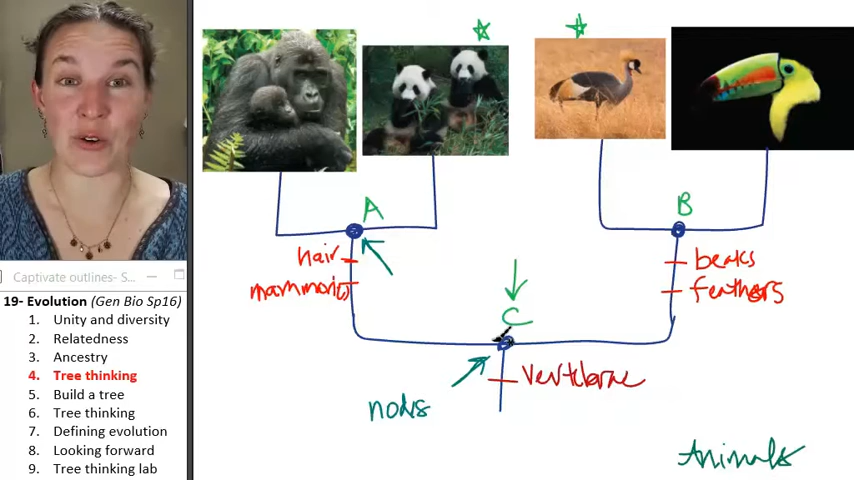 A
B
hair
beaks
feathers
C
vertebrae
nodes
Animals
Captivate outlines- S...
19- Evolution (Gen Bio Sp16)
1. Unity and diversity
2. Relatedness
3. Ancestry
4. Tree thinking
5. Build a tree
6. Tree thinking
7. Defining evolution
8. Looking forward
9. Tree thinking lab